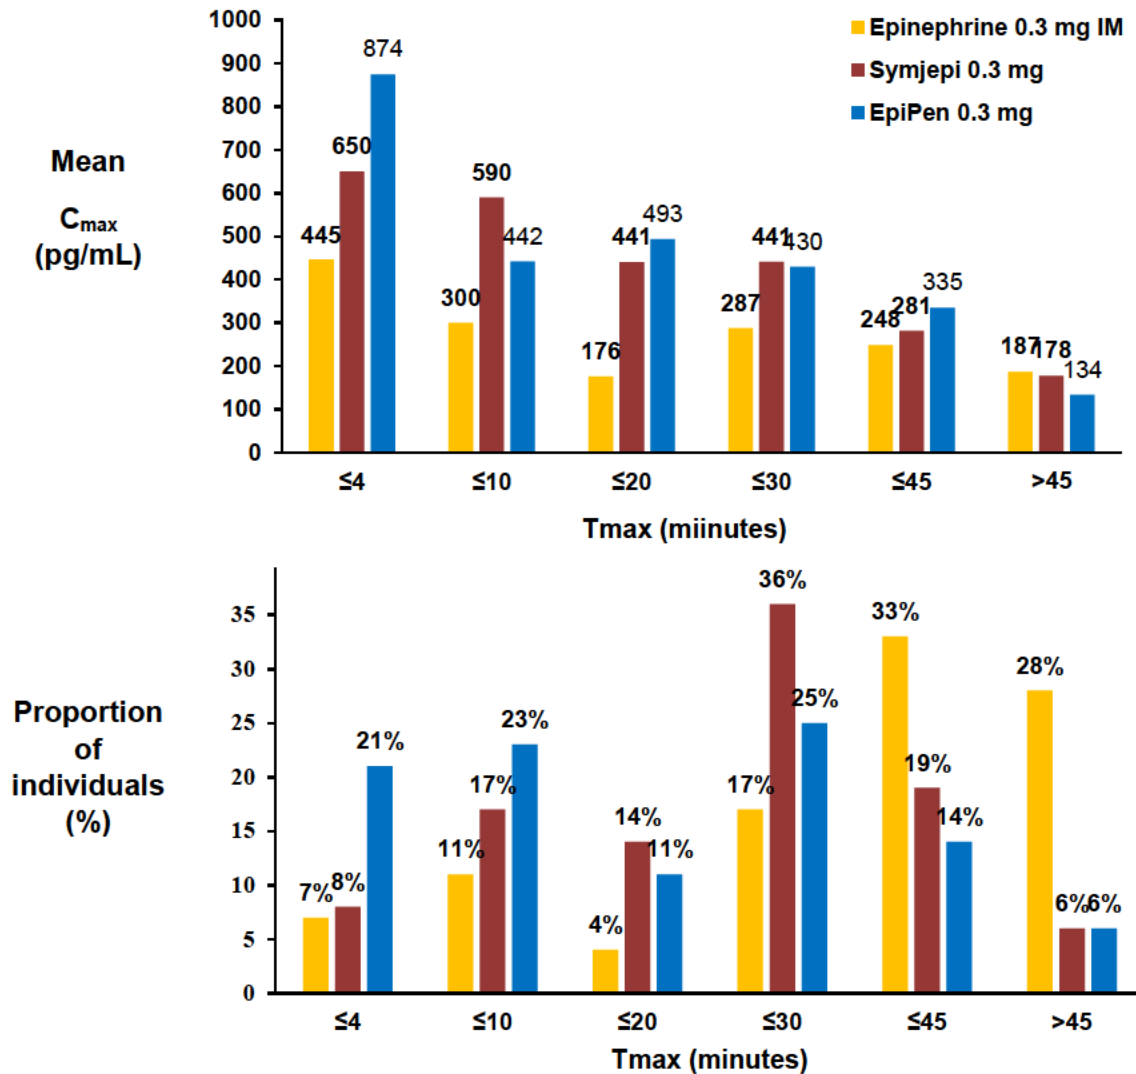 1000
900
800
700
600
500
400
300
200
100
0
Mean
Cmax
(pg/mL)
Epinephrine 0.3 mg IM
Symjepi 0.3 mg
EpiPen 0.3 mg
445 650 874
300 590 442
176 441 493
287 441 430
248 281 335
187 178 134
≤4 ≤10 ≤20 ≤30 ≤45 >45
Tmax (miinutes)
35
30
25
20
15
10
5
0
Proportion
of
individuals
(%)
7% 8% 21%
11% 17% 23%
4% 14% 11%
17% 36% 25%
33% 19% 14%
28% 6% 6%
≤4 ≤10 ≤20 ≤30 ≤45 >45
Tmax (minutes)